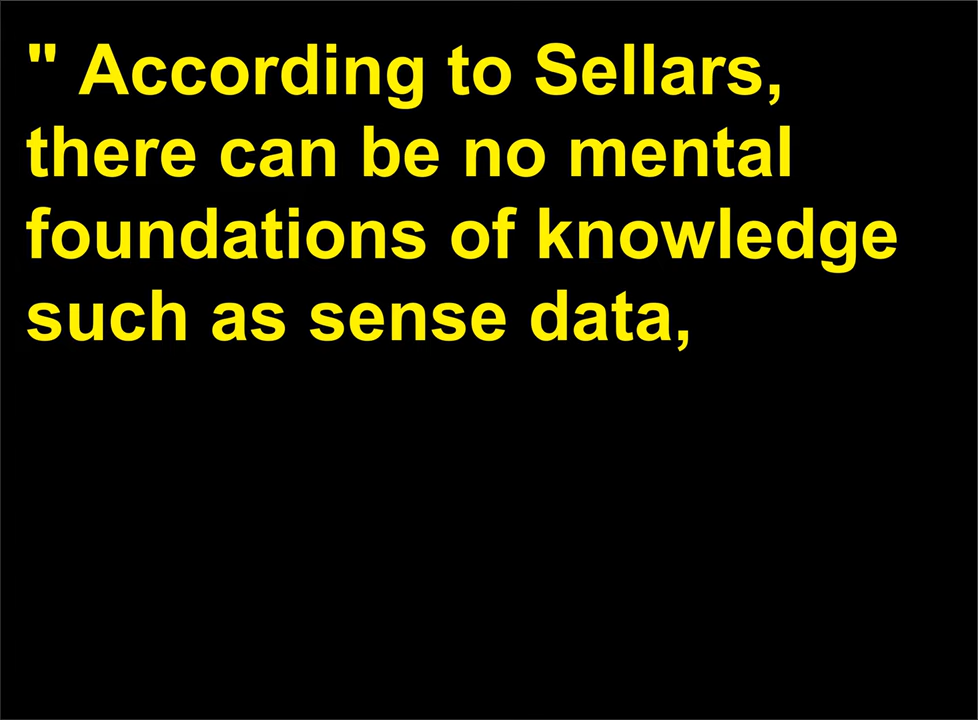 " According to Sellars,
there can be no mental
foundations of knowledge
such as sense data,